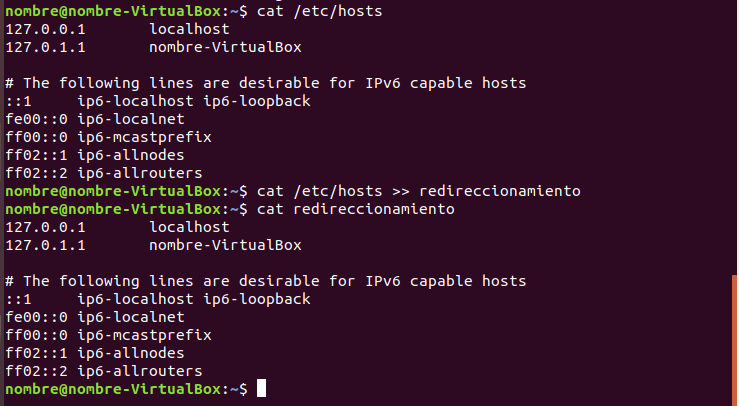 nombre@nombre-VirtualBox:~$ cat /etc/hosts
127.0.0.1       localhost
127.0.1.1       nombre-VirtualBox

# The following lines are desirable for IPv6 capable hosts
::1     ip6-localhost ip6-loopback
fe00::0 ip6-localnet
ff00::0 ip6-mcastprefix
ff02::1 ip6-allnodes
ff02::2 ip6-allrouters
nombre@nombre-VirtualBox:~$ cat /etc/hosts >> redireccionamiento
nombre@nombre-VirtualBox:~$ cat redireccionamiento
127.0.0.1       localhost
127.0.1.1       nombre-VirtualBox

# The following lines are desirable for IPv6 capable hosts
::1     ip6-localhost ip6-loopback
fe00::0 ip6-localnet
ff00::0 ip6-mcastprefix
ff02::1 ip6-allnodes
ff02::2 ip6-allrouters
nombre@nombre-VirtualBox:~$